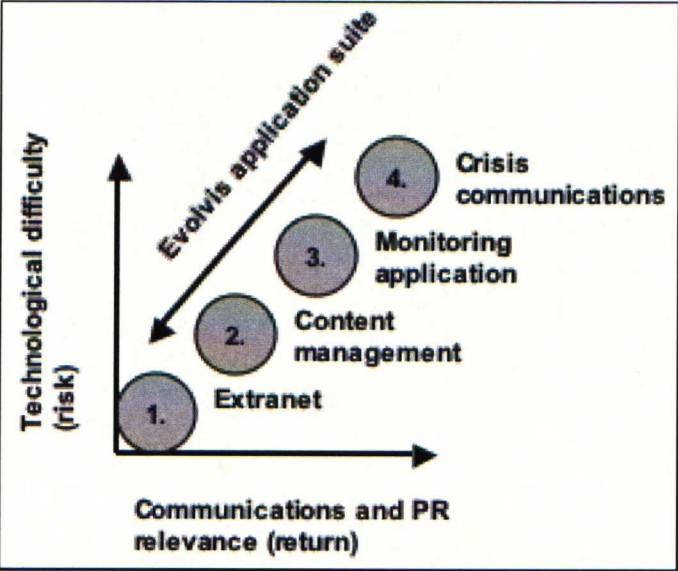 Evolvis application suite
Technological difficulty
(risk)
4.
Crisis
communications
3.
Monitoring
application
2.
Content
management
1.
Extranet
Communications and PR
relevance (return)